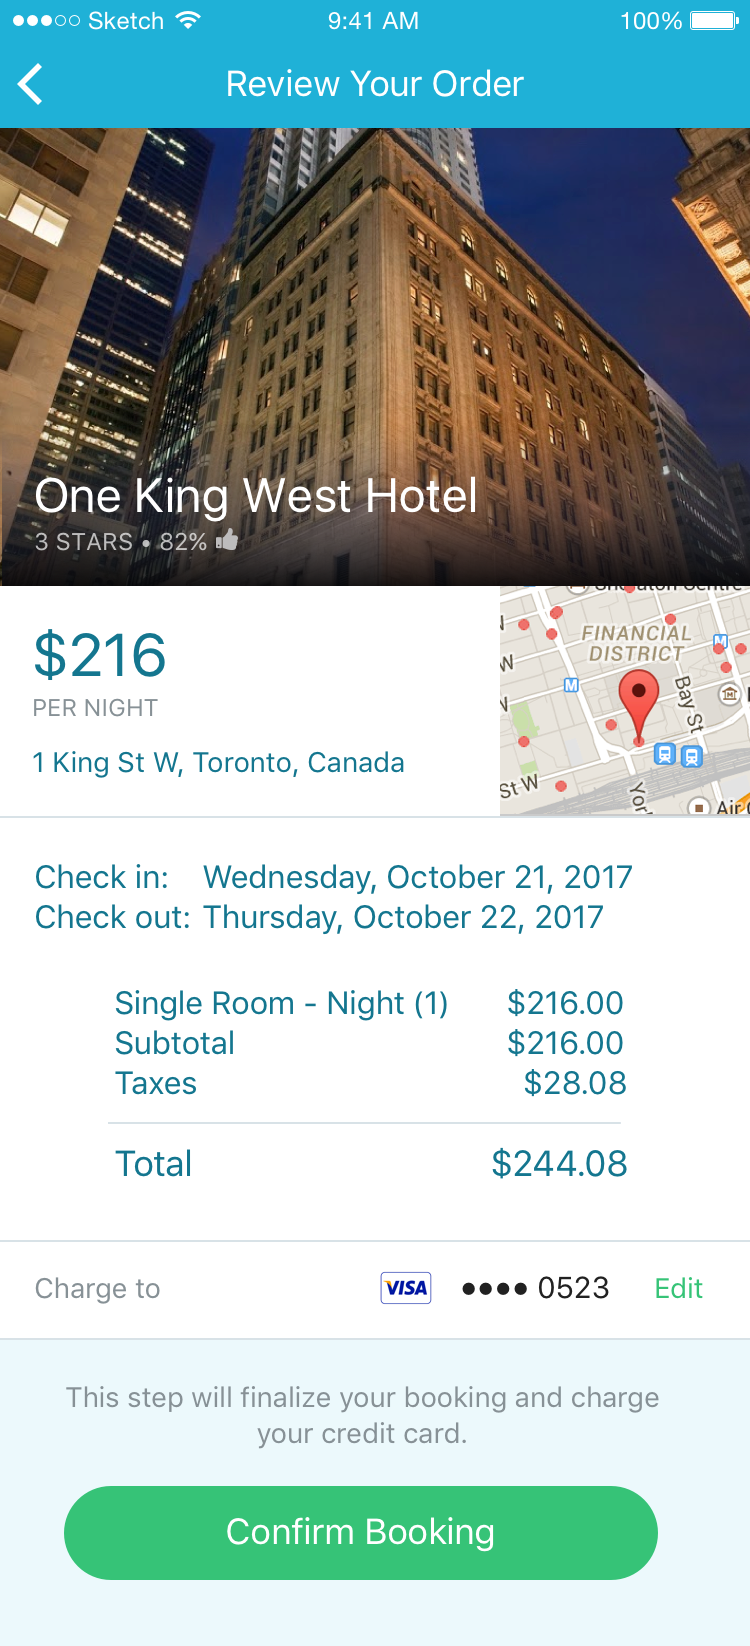 Sketch 9:41 AM 100%
Review Your Order
One King West Hotel
3 STARS • 82%
$216
PER NIGHT
1 King St W, Toronto, Canada
FINANCIAL
DISTRICT
M
M
W
Bay St
St W
Air
Check in: Wednesday, October 21, 2017
Check out: Thursday, October 22, 2017
Single Room - Night (1) $216.00
Subtotal $216.00
Taxes $28.08
Total $244.08
Charge to VISA •••• 0523 Edit
This step will finalize your booking and charge
your credit card.
Confirm Booking